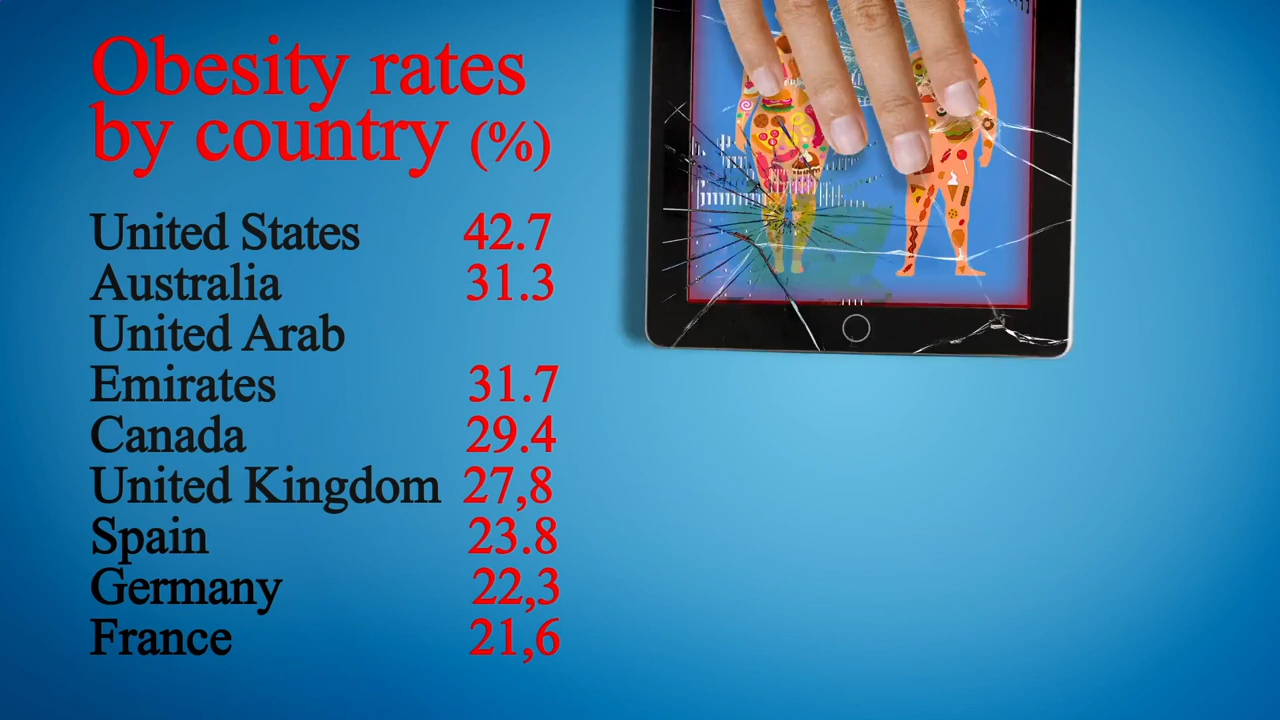 Obesity rates
by country (%)
United States 42.7
Australia 31.3
United Arab
Emirates 31.7
Canada 29.4
United Kingdom 27,8
Spain 23.8
Germany 22,3
France 21,6